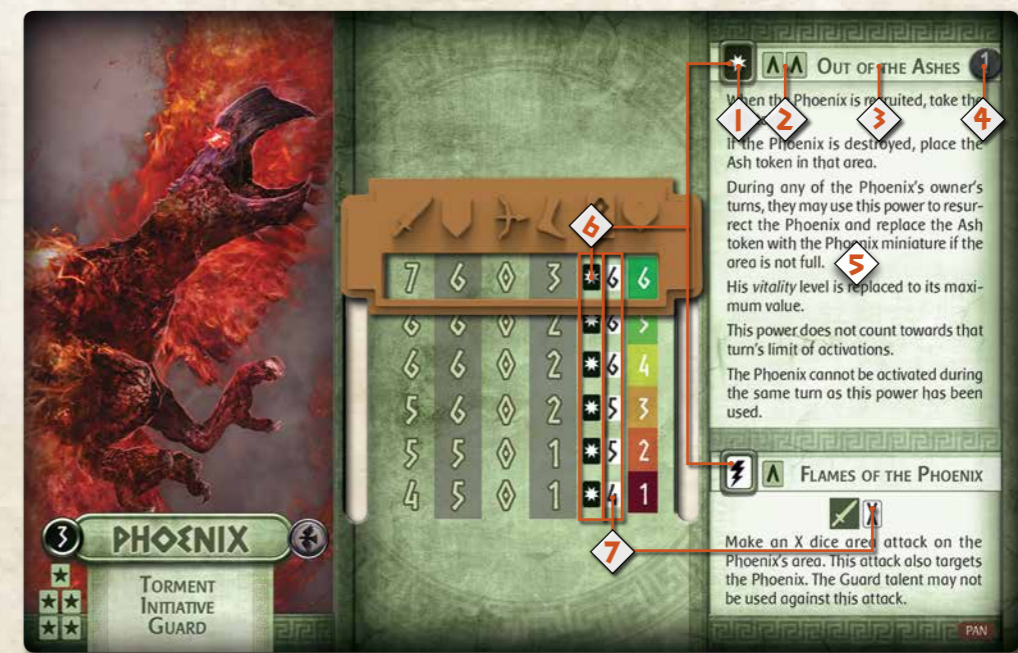 OUT OF THE ASHES 1
When the Phoenix is recruited, take the
If the Phoenix is destroyed, place the
Ash token in that area.
During any of the Phoenix's owner's
turns, they may use this power to resur-
rect the Phoenix and replace the Ash
token with the Phoenix miniature if the
area is not full.
His vitality level is replaced to its maxi-
mum value.
This power does not count towards that
turn's limit of activations.
The Phoenix cannot be activated during
the same turn as this power has been
used.
FLAMES OF THE PHOENIX
X
Make an X dice area attack on the
Phoenix's area. This attack also targets
the Phoenix. The Guard talent may not
be used against this attack.
PAN
1 2 3 4
5
6
7
7 6 0 3 6 6
6 6 0 2 6 5
6 6 0 2 6 4
5 6 0 2 5 3
5 5 0 1 5 2
4 5 0 1 4 1
3 PHOENIX
TORMENT
INITIATIVE
GUARD